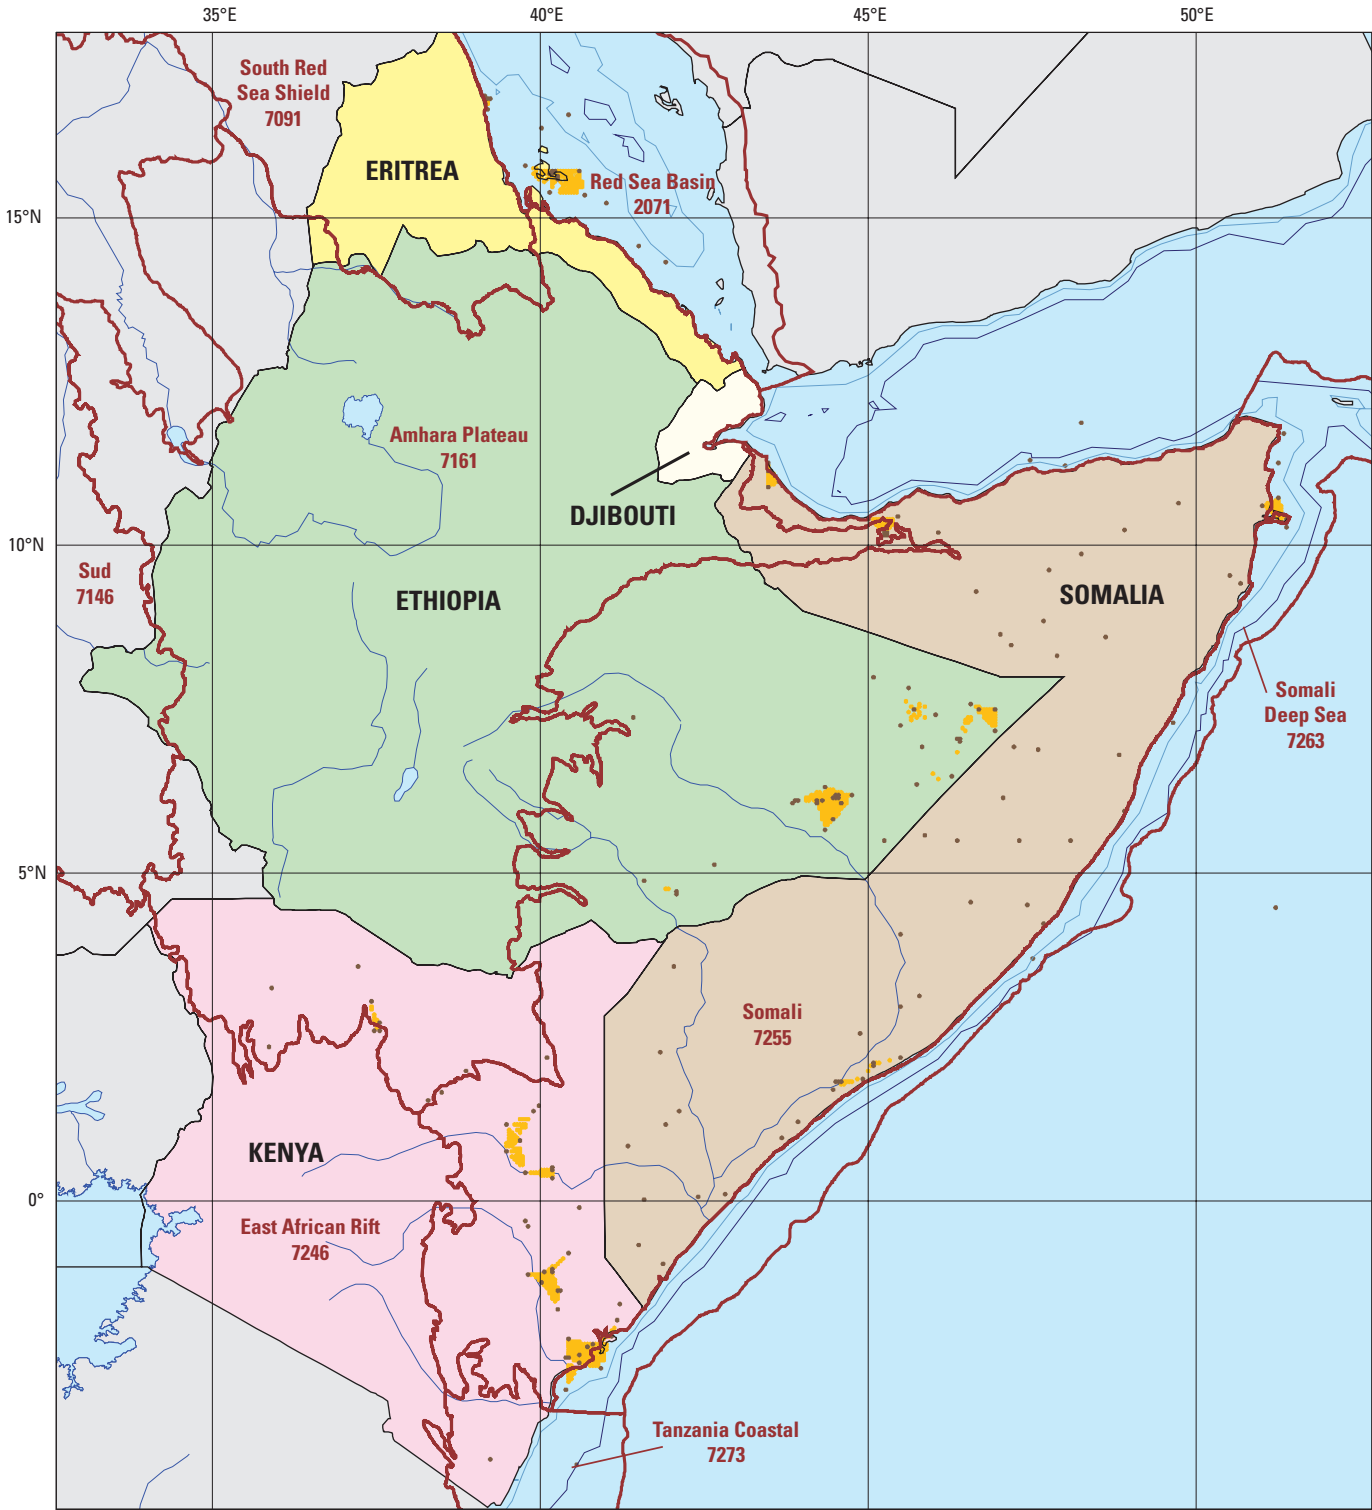 35°E
40°E
45°E
50°E
South Red
Sea Shield
7091
ERITREA
Red Sea Basin
2071
15°N
Amhara Plateau
7161
DJIBOUTI
10°N
Sud
7146
ETHIOPIA
SOMALIA
Somali
Deep Sea
7263
5°N
Somali
7255
KENYA
0°
East African Rift
7246
Tanzania Coastal
7273